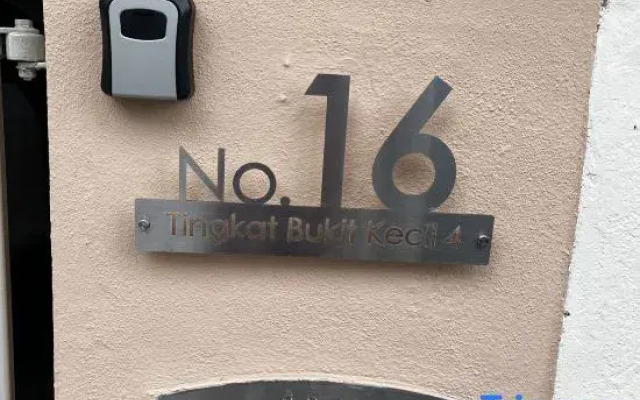 No. 16
Tingkat Bukit Kecil 4